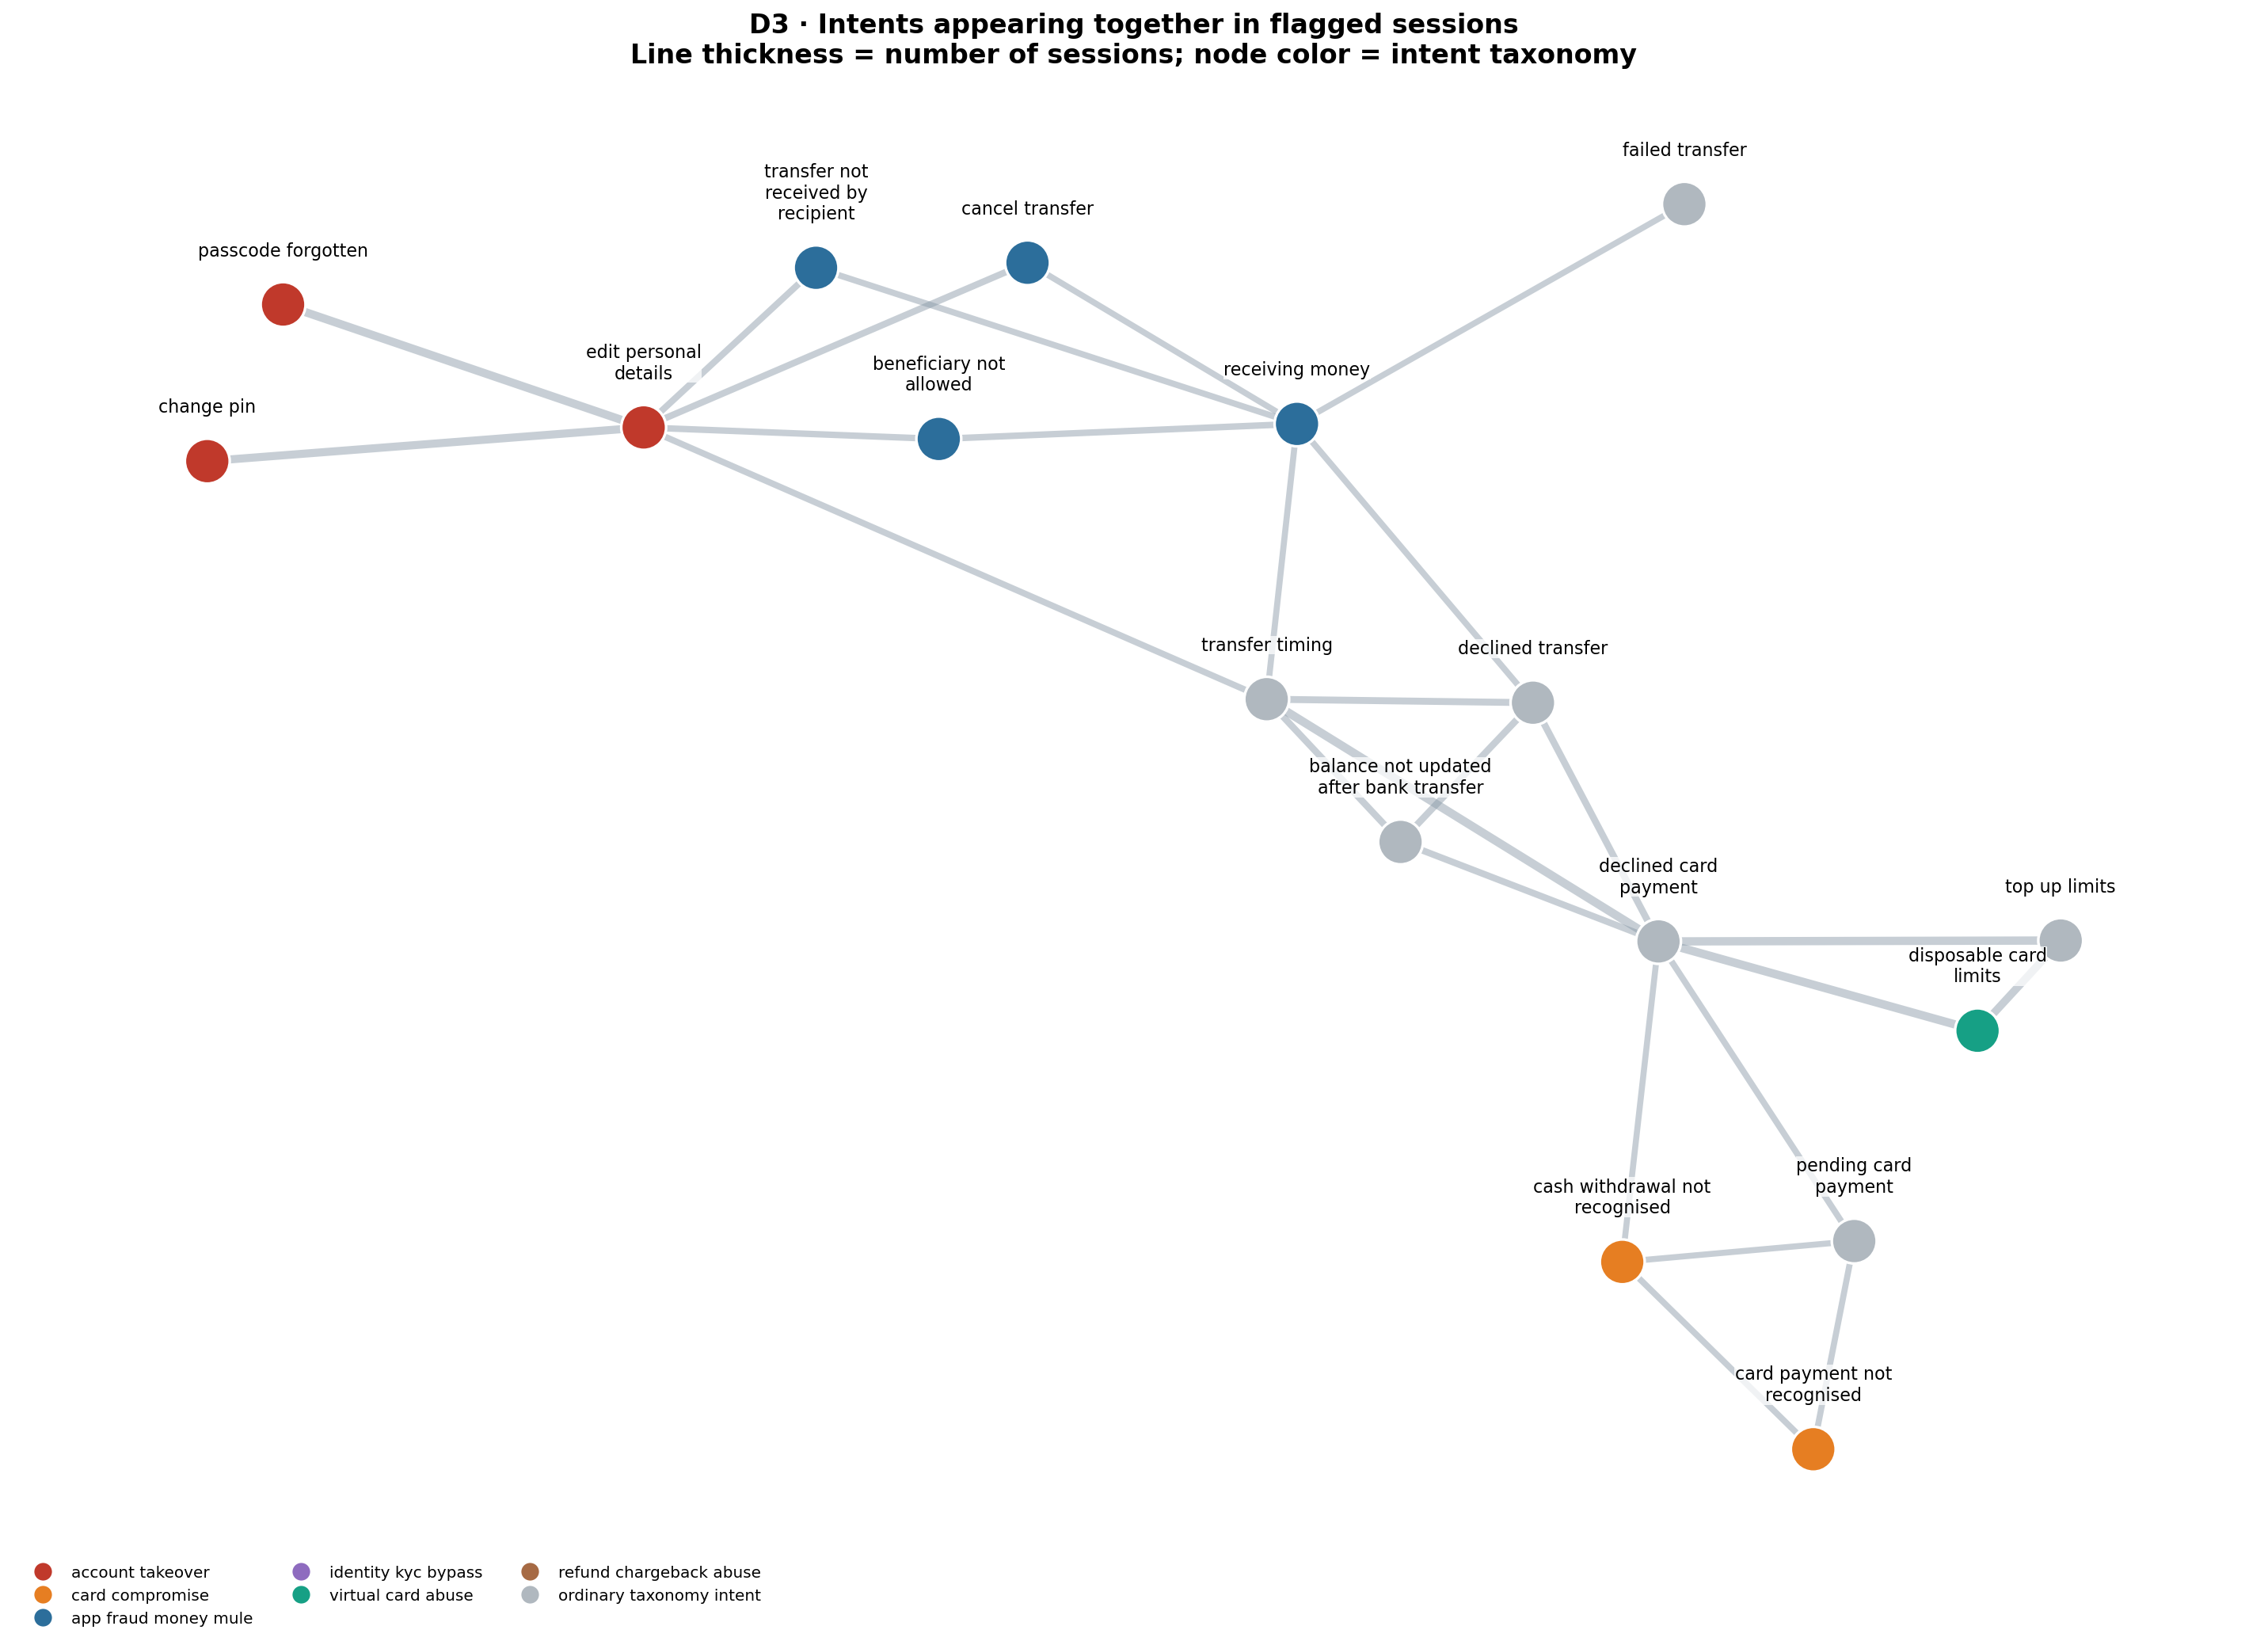 D3 · Intents appearing together in flagged sessions
Line thickness = number of sessions; node color = intent taxonomy
failed transfer
transfer not
received by
recipient
cancel transfer
passcode forgotten
edit personal
details
beneficiary not
allowed
receiving money
change pin
transfer timing
declined transfer
balance not updated
after bank transfer
declined card
payment
top up limits
disposable card
limits
pending card
payment
cash withdrawal not
recognised
card payment not
recognised
account takeover
card compromise
app fraud money mule
identity kyc bypass
virtual card abuse
refund chargeback abuse
ordinary taxonomy intent